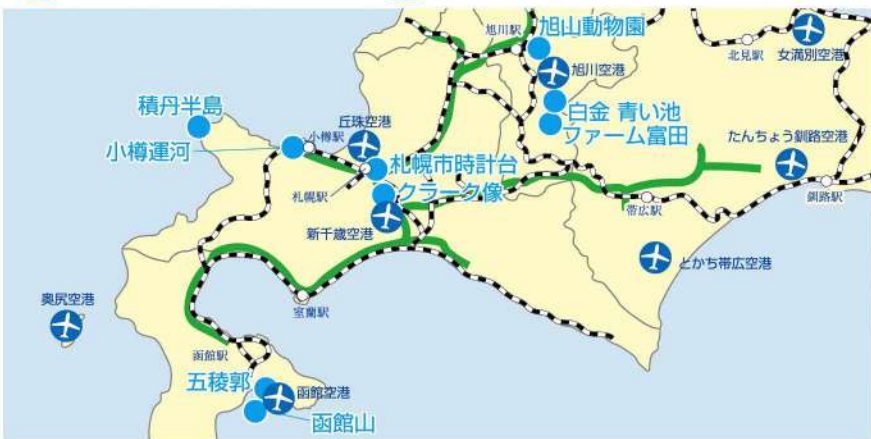 旭川駅
旭山動物園
北見駅
女満別空港
旭川空港
積丹半島
丘珠空港
白金 青い池
ファーム富田
小樽駅
小樽運河
たんちょう釧路空港
札幌市時計台
札幌駅
クラーク像
釧路駅
帯広駅
新千歳空港
とかち帯広空港
奥尻空港
室蘭駅
函館駅
五稜郭
函館空港
函館山